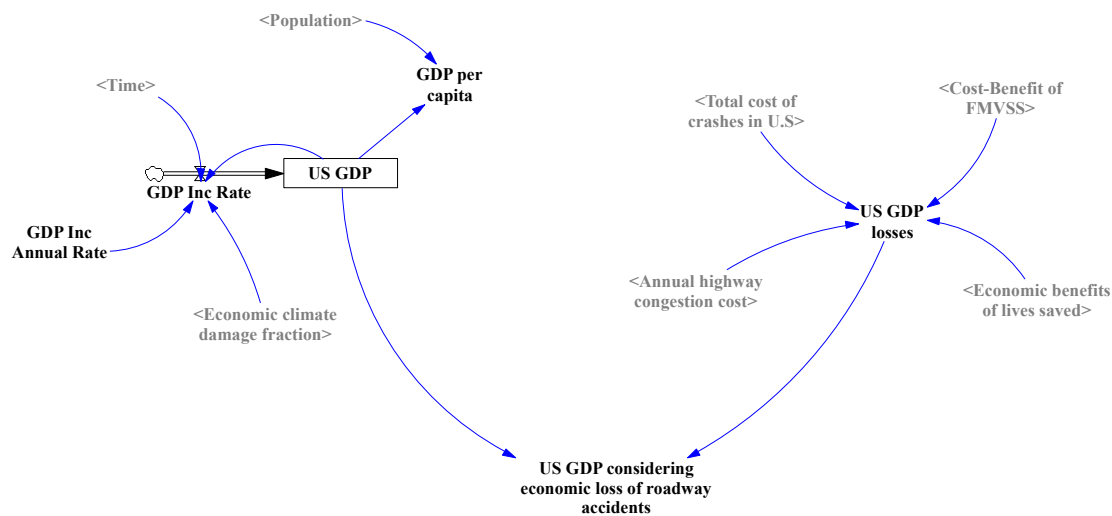 <Population>
GDP per
capita
<Time>
<Total cost of
crashes in U.S>
<Cost-Benefit of
FMVSS>
US GDP
GDP Inc Rate
GDP Inc
Annual Rate
US GDP
losses
<Annual highway
congestion cost>
<Economic benefits
of lives saved>
<Economic climate
damage fraction>
US GDP considering
economic loss of roadway
accidents